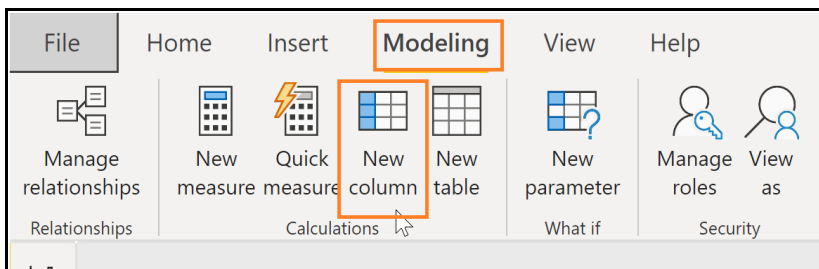 File Home Insert Modeling View Help
Manage relationships
New measure
Quick measure
New column
New table
New parameter
Manage roles
View as
Relationships
Calculations
What if
Security